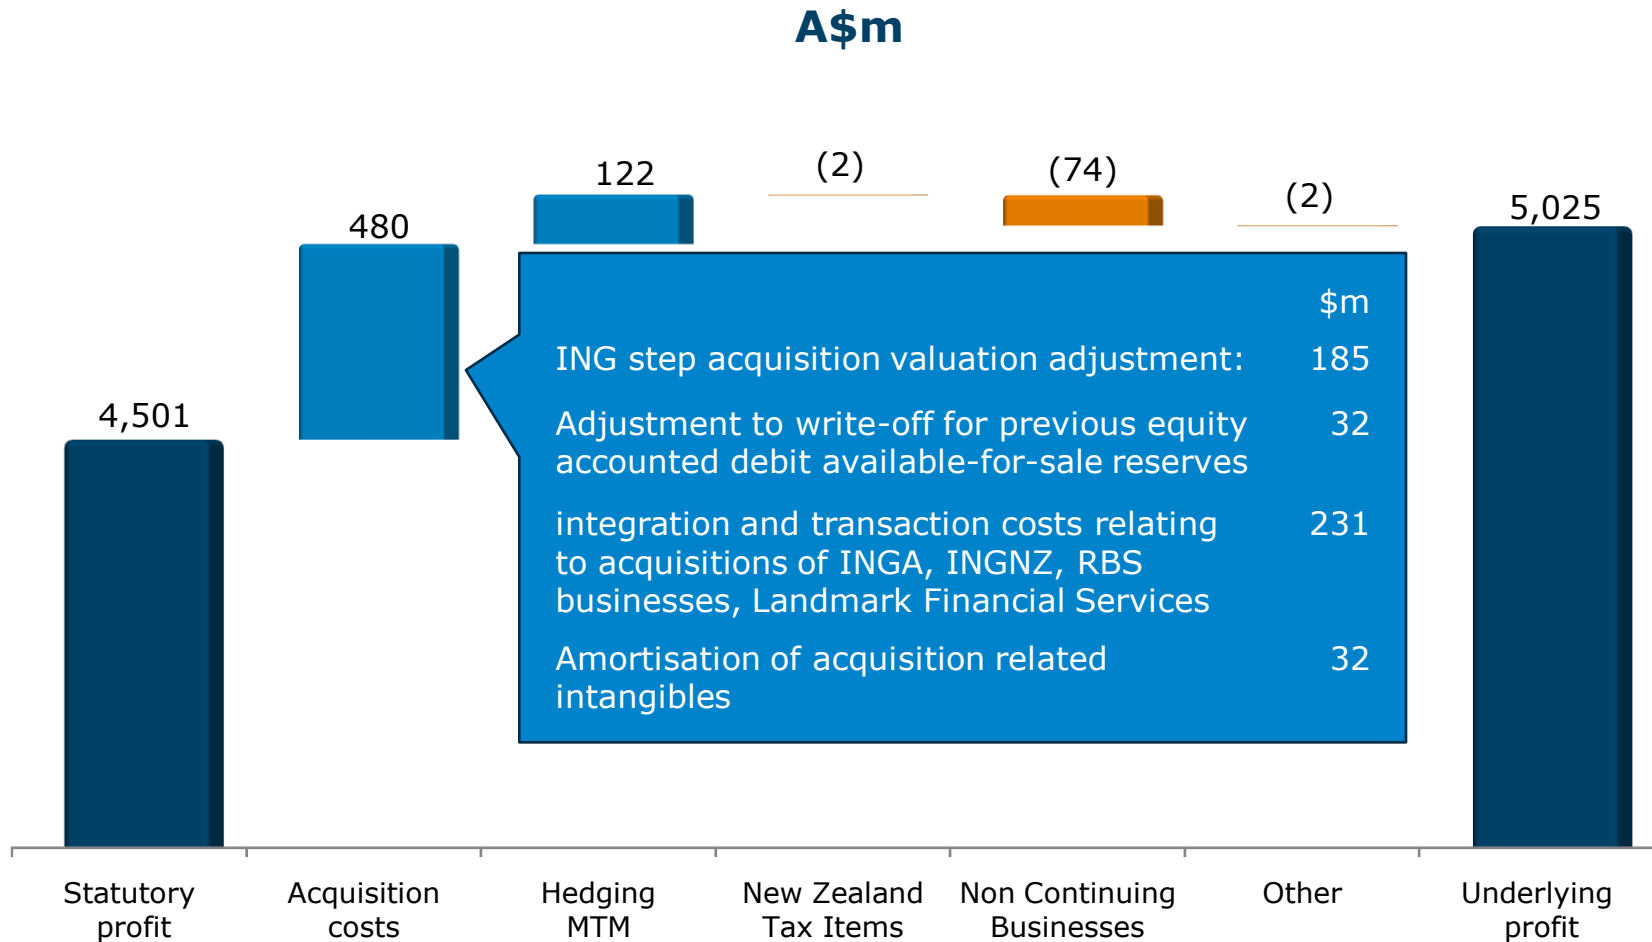 A$m
4,501
480
122
(2)
(74)
(2)
5,025
$m
ING step acquisition valuation adjustment: 185
Adjustment to write-off for previous equity 32
accounted debit available-for-sale reserves
integration and transaction costs relating 231
to acquisitions of INGA, INGNZ, RBS
businesses, Landmark Financial Services
Amortisation of acquisition related 32
intangibles
Statutory
profit
Acquisition
costs
Hedging
MTM
New Zealand
Tax Items
Non Continuing
Businesses
Other
Underlying
profit